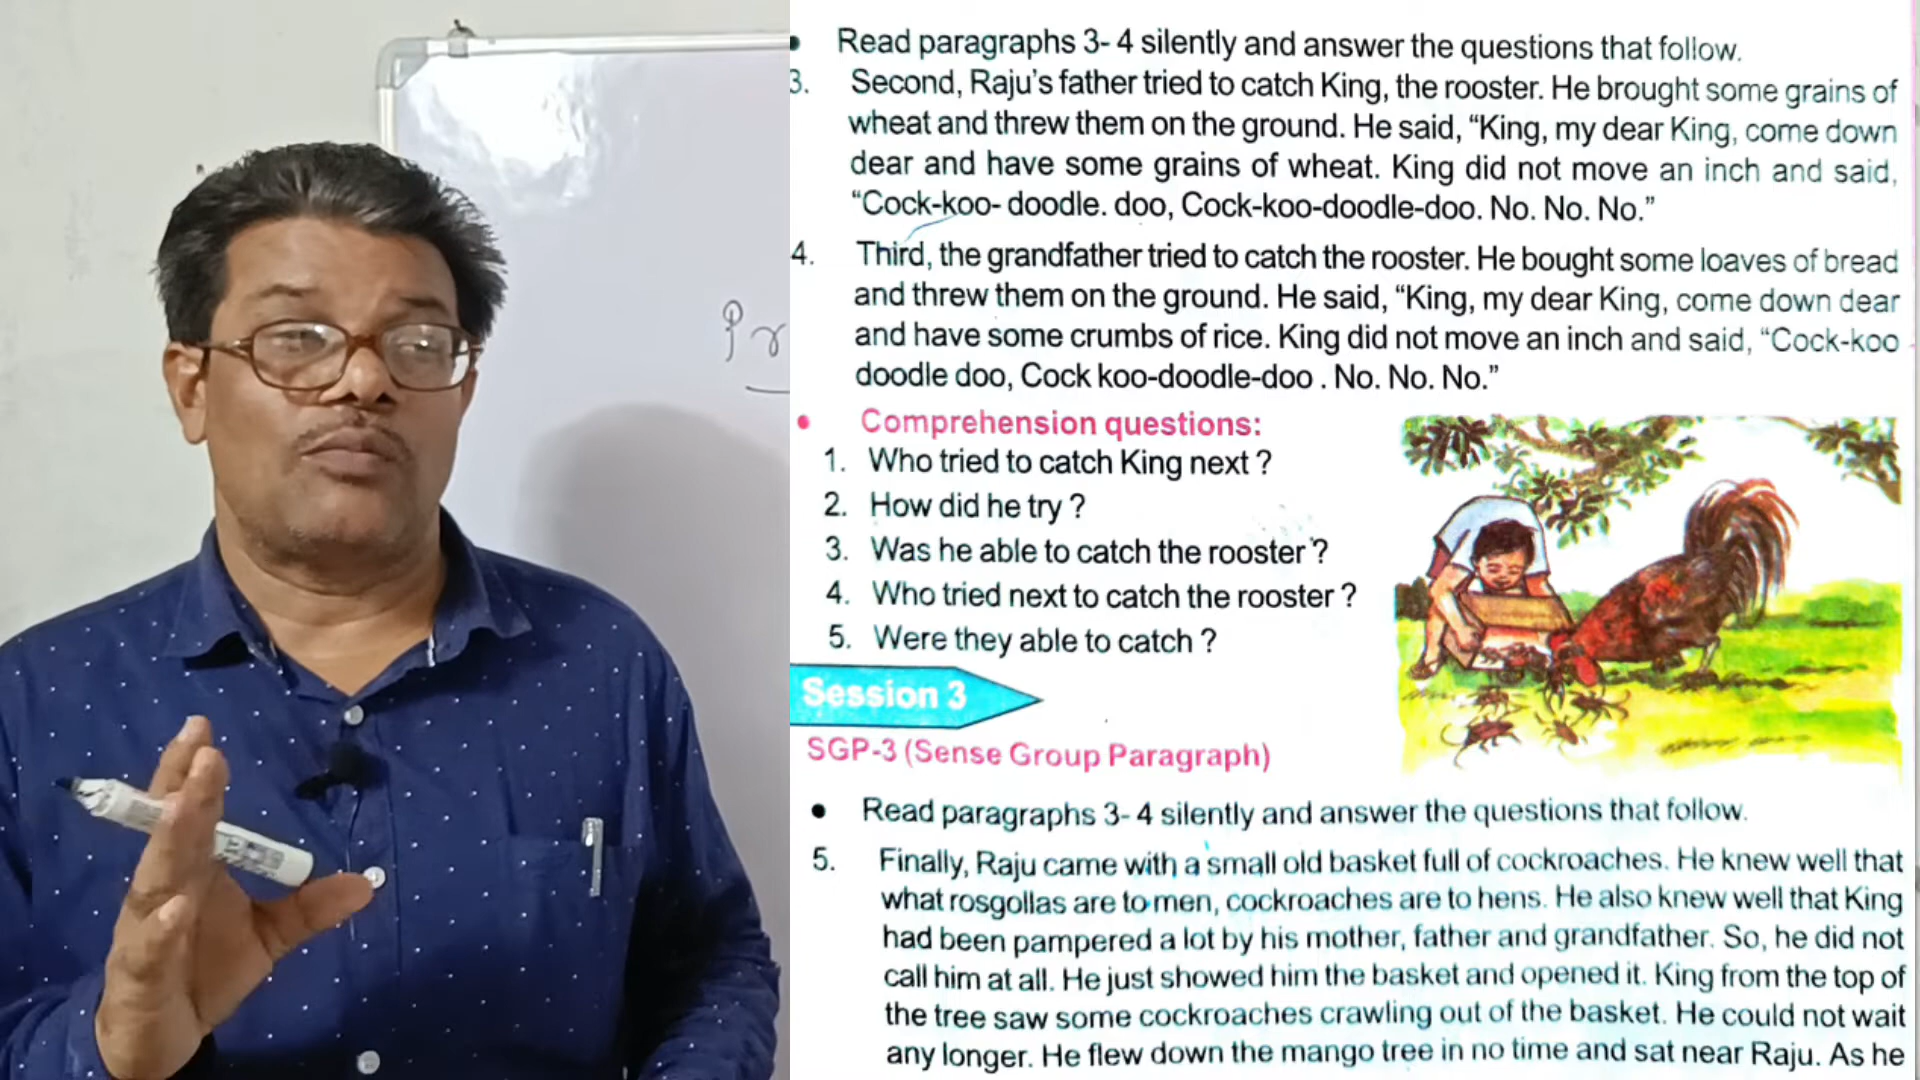 Pr
Read paragraphs 3- 4 silently and answer the questions that follow.
3. Second, Raju's father tried to catch King, the rooster. He brought some grains of
wheat and threw them on the ground. He said, “King, my dear King, come down
dear and have some grains of wheat. King did not move an inch and said,
“Cock-koo- doodle. doo, Cock-koo-doodle-doo. No. No. No.”
4. Third, the grandfather tried to catch the rooster. He bought some loaves of bread
and threw them on the ground. He said, “King, my dear King, come down dear
and have some crumbs of rice. King did not move an inch and said, “Cock-koo
doodle doo, Cock koo-doodle-doo . No. No. No.”
• Comprehension questions:
1. Who tried to catch King next ?
2. How did he try ?
3. Was he able to catch the rooster ?
4. Who tried next to catch the rooster ?
5. Were they able to catch ?
Session 3
SGP-3 (Sense Group Paragraph)
• Read paragraphs 3- 4 silently and answer the questions that follow.
5. Finally, Raju came with a small old basket full of cockroaches. He knew well that
what rosgollas are to men, cockroaches are to hens. He also knew well that King
had been pampered a lot by his mother, father and grandfather. So, he did not
call him at all. He just showed him the basket and opened it. King from the top of
the tree saw some cockroaches crawling out of the basket. He could not wait
any longer. He flew down the mango tree in no time and sat near Raju. As he